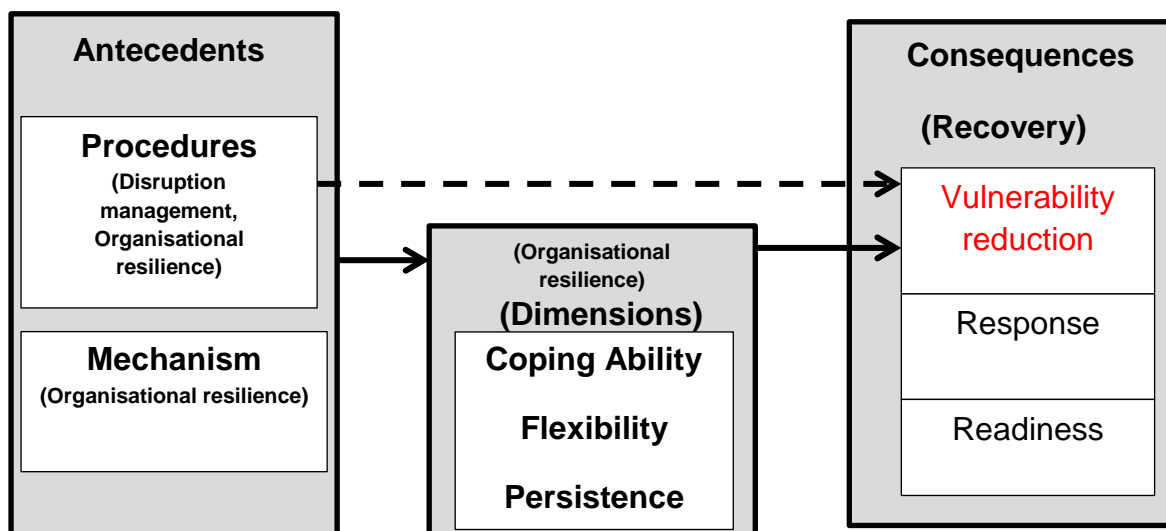 Antecedents
Procedures
(Disruption
management,
Organisational
resilience)
Mechanism
(Organisational resilience)
(Organisational
resilience)
(Dimensions)
Coping Ability
Flexibility
Persistence
Consequences
(Recovery)
Vulnerability
reduction
Response
Readiness